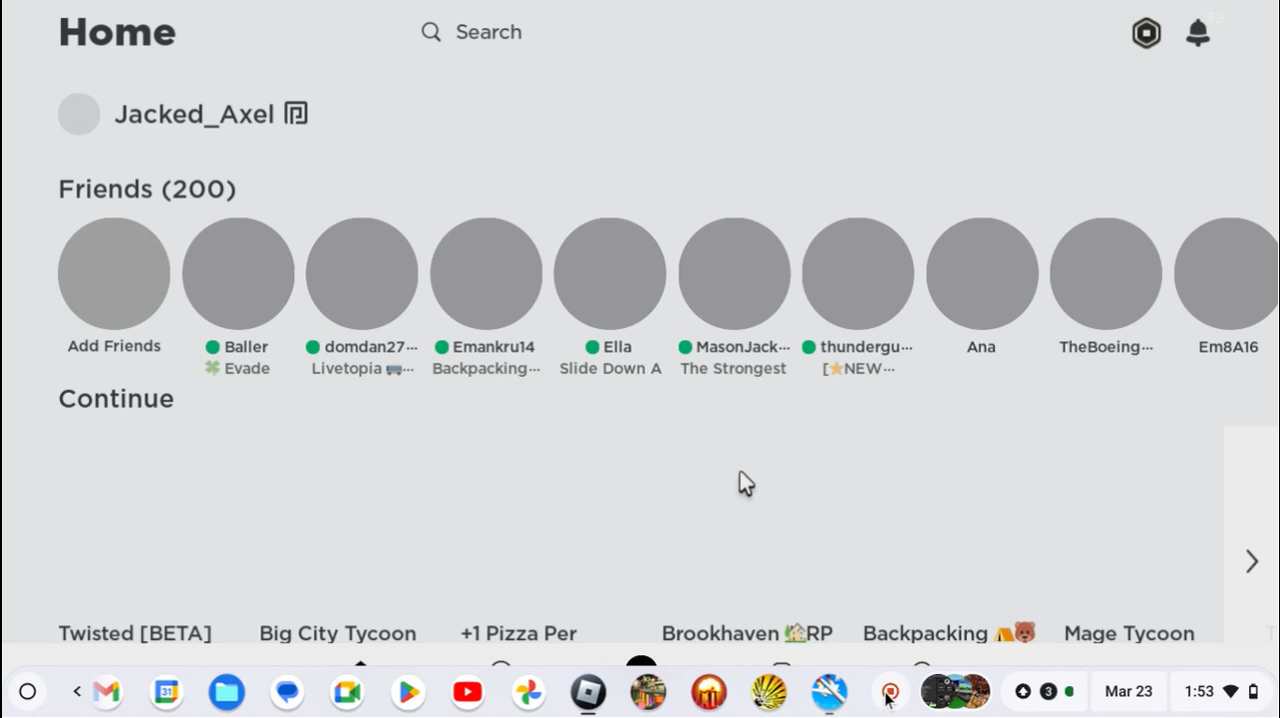 Home
Search
19
Jacked_Axel
Friends (200)
Add Friends
Baller
Evade
domdan27...
Livetopia 🚌...
Emankru14
Backpacking...
Ella
Slide Down A
MasonJack...
The Strongest
thundergu...
[⭐NEW...
Ana
TheBoeing...
Em8A16
Continue
Twisted [BETA]
Big City Tycoon
+1 Pizza Per
Brookhaven 🏡RP
Backpacking ⛺🐻
Mage Tycoon
31
3
Mar 23
1:53